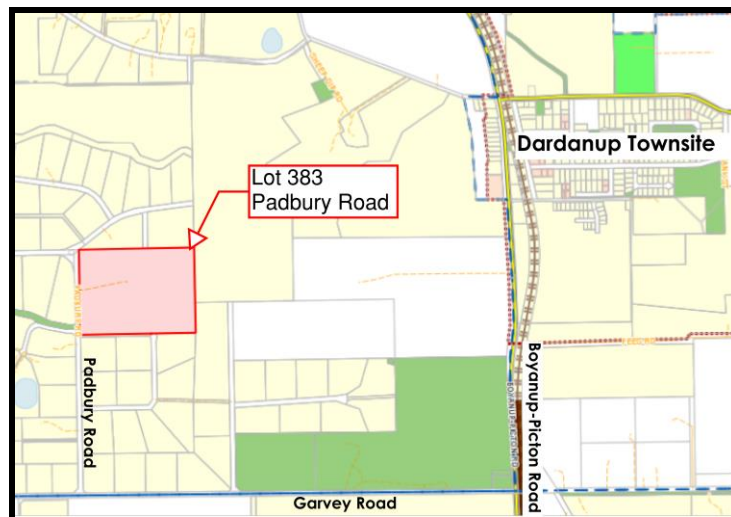 Dardanup Townsite
Lot 383
Padbury Road
Padbury Road
Boyanup-Picton Road
Garvey Road